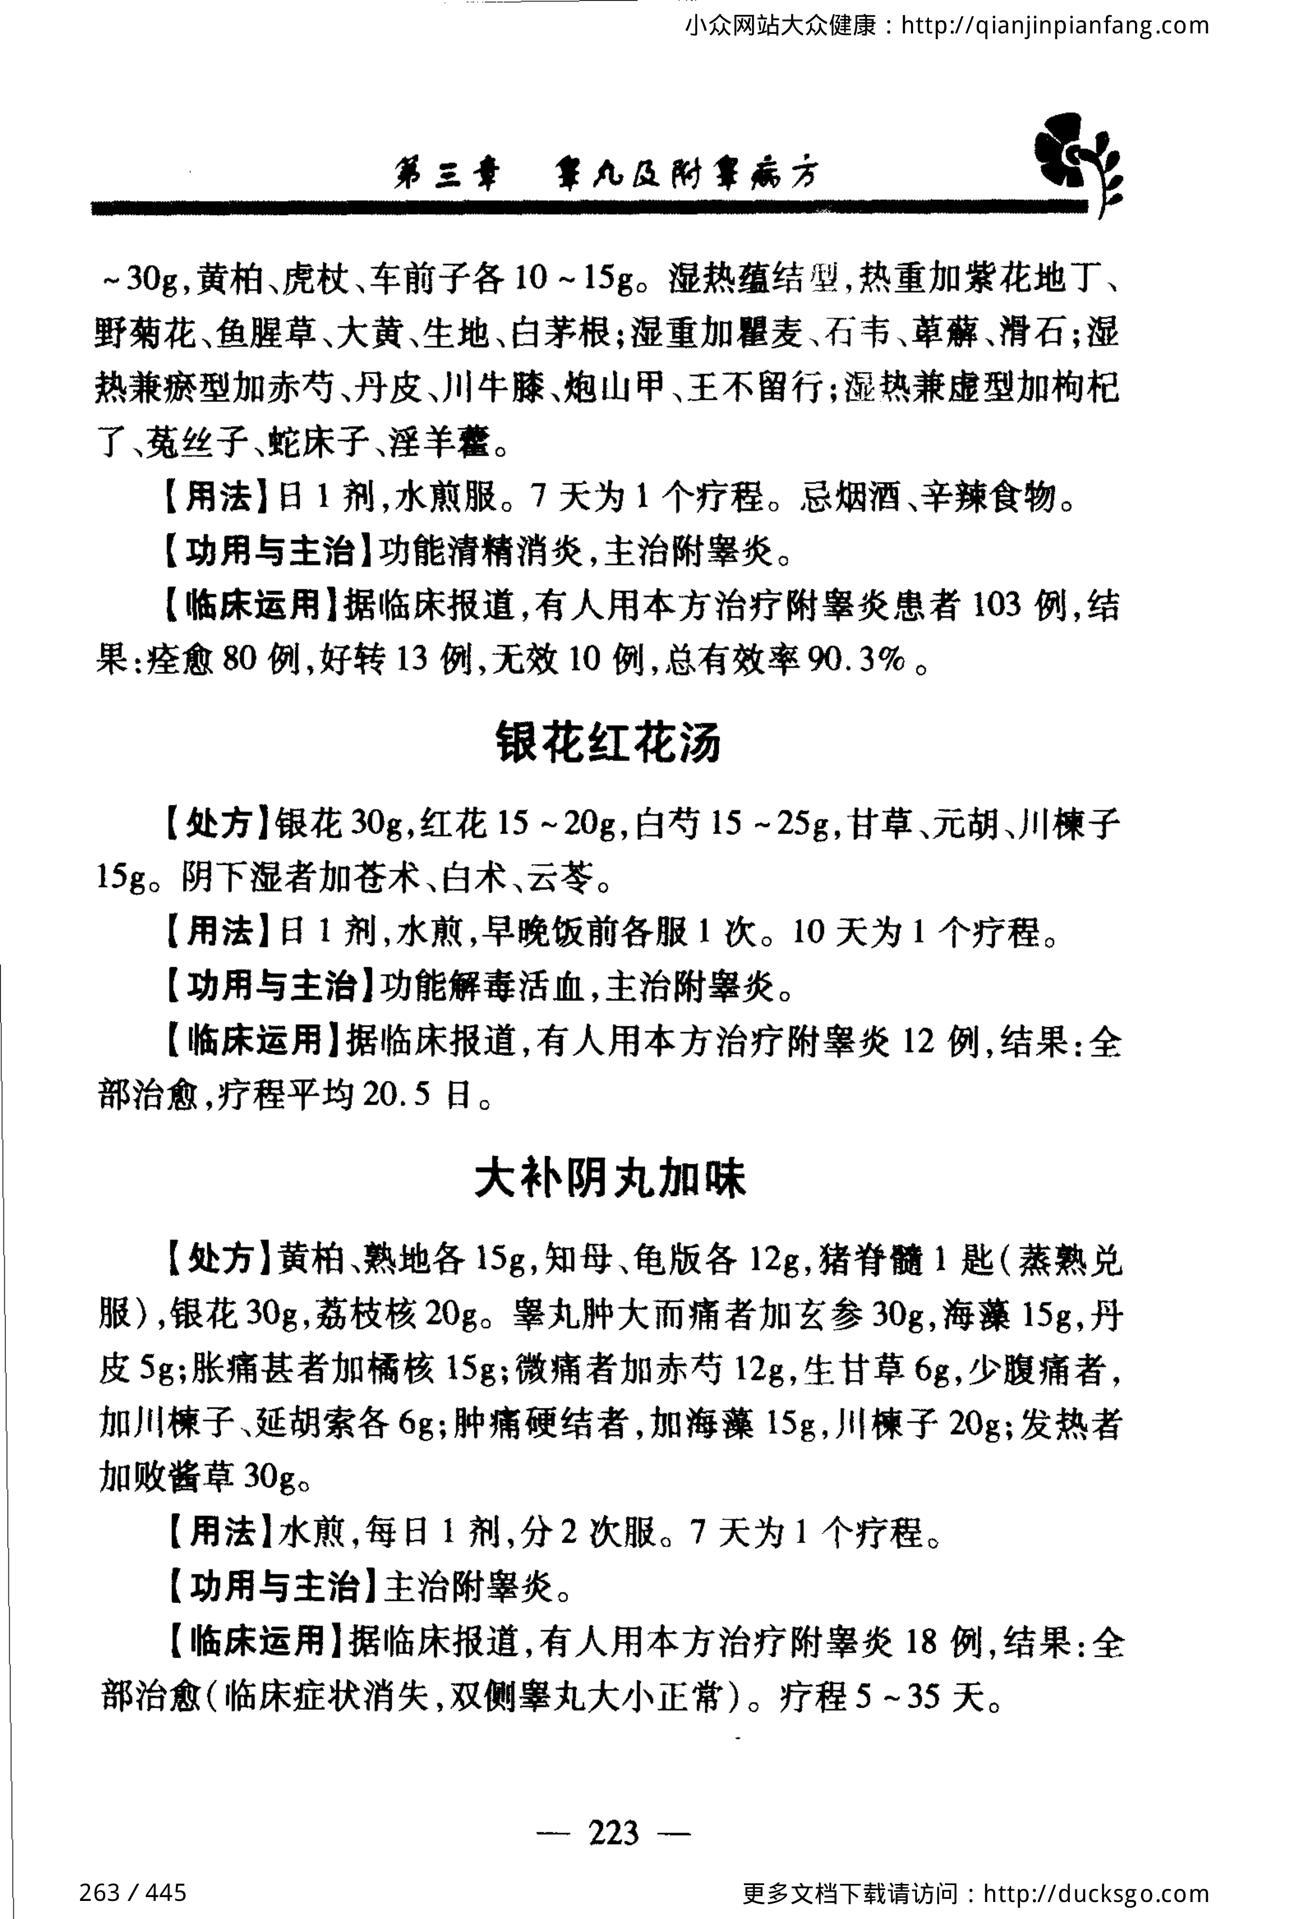 小众网站大众健康：http://qianjinpianfang.com
第三章 睾丸及附睾病方
~30g,黄柏、虎杖、车前子各10~15g。湿热蕴结型,热重加紫花地丁、
野菊花、鱼腥草、大黄、生地、白茅根;湿重加瞿麦、石韦、萆薢、滑石;湿
热兼瘀型加赤芍、丹皮、川牛膝、炮山甲、王不留行;湿热兼虚型加枸杞
了、菟丝子、蛇床子、淫羊藿。
【用法】日1剂,水煎服。7天为1个疗程。忌烟酒、辛辣食物。
【功用与主治】功能清精消炎,主治附睾炎。
【临床运用】据临床报道,有人用本方治疗附睾炎患者103例,结
果:痊愈80例,好转13例,无效10例,总有效率90.3%。
银花红花汤
【处方】银花30g,红花15~20g,白芍15~25g,甘草、元胡、川楝子
15g。阴下湿者加苍术、白术、云苓。
【用法】日1剂,水煎,早晚饭前各服1次。10天为1个疗程。
【功用与主治】功能解毒活血,主治附睾炎。
【临床运用】据临床报道,有人用本方治疗附睾炎12例,结果:全
部治愈,疗程平均20.5日。
大补阴丸加味
【处方】黄柏、熟地各15g,知母、龟版各12g,猪脊髓1匙(蒸熟兑
服),银花30g,荔枝核20g。睾丸肿大而痛者加玄参30g,海藻15g,丹
皮5g;胀痛甚者加橘核15g;微痛者加赤芍12g,生甘草6g,少腹痛者,
加川楝子、延胡索各6g;肿痛硬结者,加海藻15g,川楝子20g;发热者
加败酱草30g。
【用法】水煎,每日1剂,分2次服。7天为1个疗程。
【功用与主治】主治附睾炎。
【临床运用】据临床报道,有人用本方治疗附睾炎18例,结果:全
部治愈(临床症状消失,双侧睾丸大小正常)。疗程5~35天。
— 223 —
263 / 445
更多文档下载请访问：http://ducksgo.com